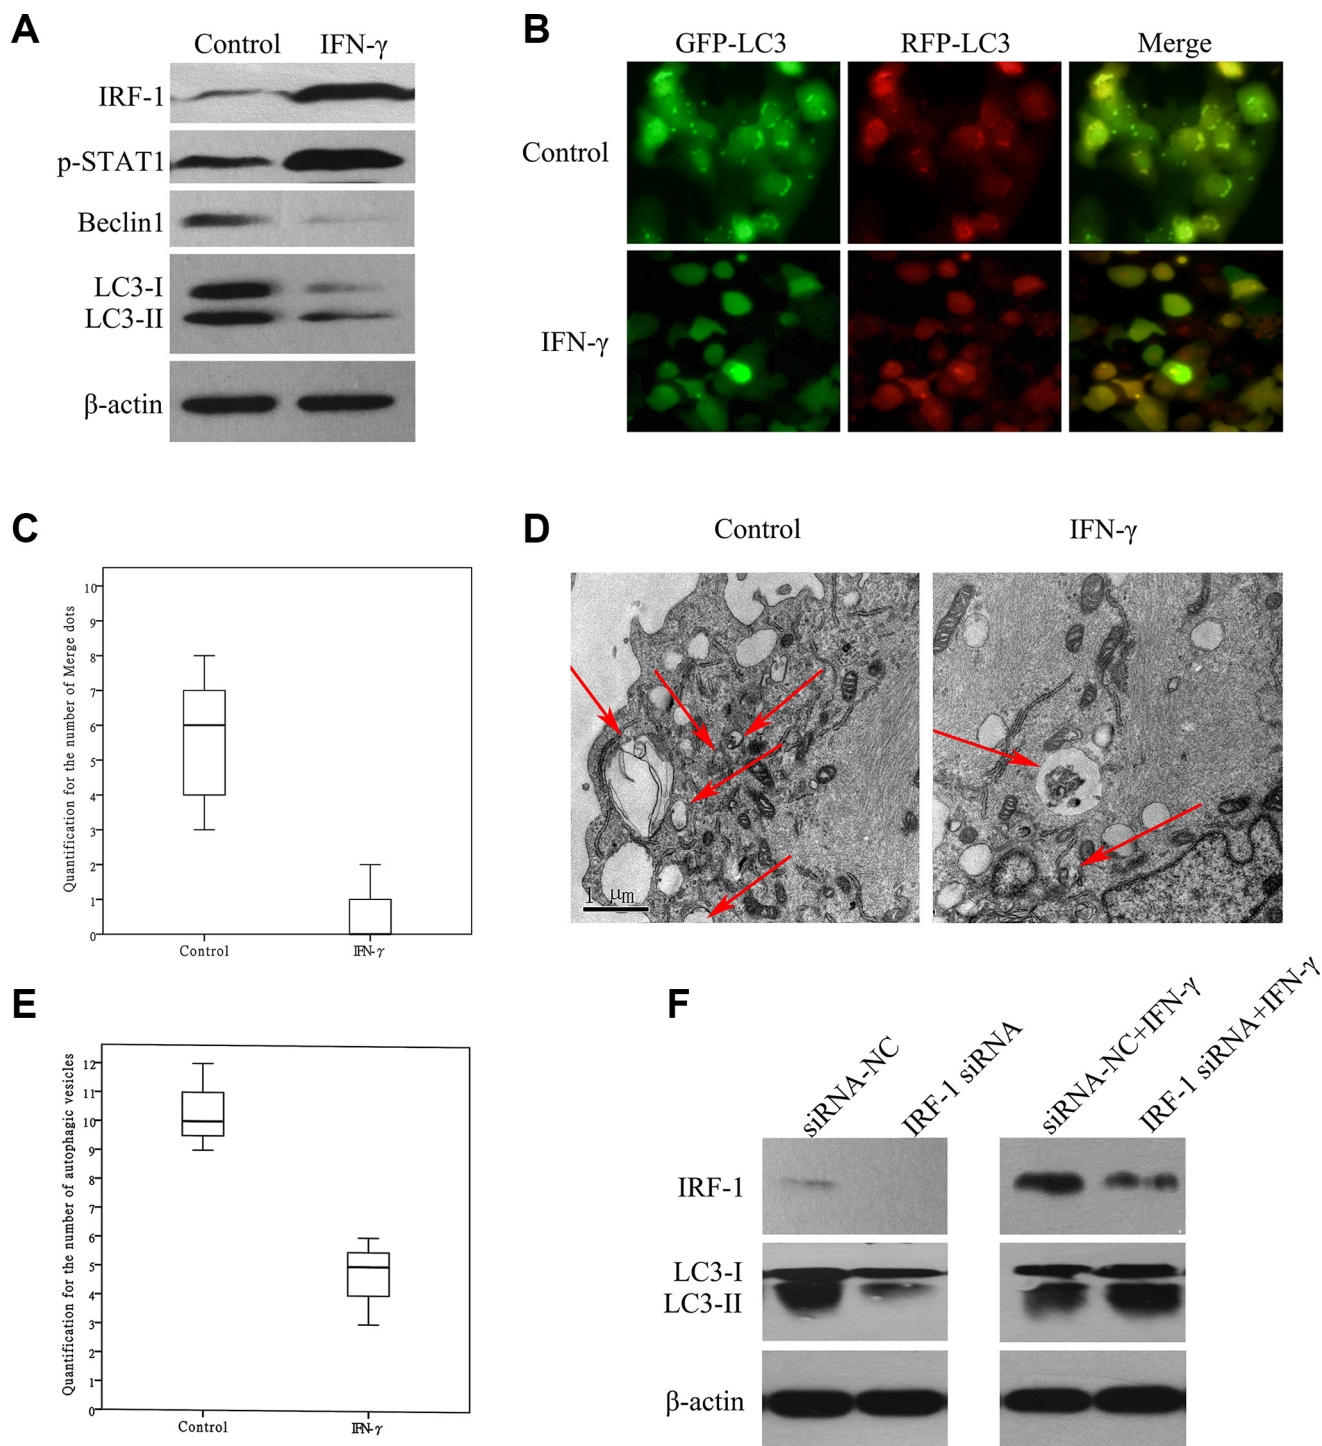 A
Control IFN-γ
IRF-1
p-STAT1
Beclin1
LC3-I
LC3-II
β-actin
B
GFP-LC3 RFP-LC3 Merge
Control
IFN-γ
C
Quantification for the number of Merge dots
10
9
8
7
6
5
4
3
2
1
0
Control IFN-γ
D
Control IFN-γ
1 μm
E
Quantification for the number of autophagic vesicles
12
11
10
9
8
7
6
5
4
3
2
1
0
Control IFN-γ
F
siRNA-NC
IRF-1 siRNA
siRNA-NC+IFN-γ
IRF-1 siRNA+IFN-γ
IRF-1
LC3-I
LC3-II
β-actin